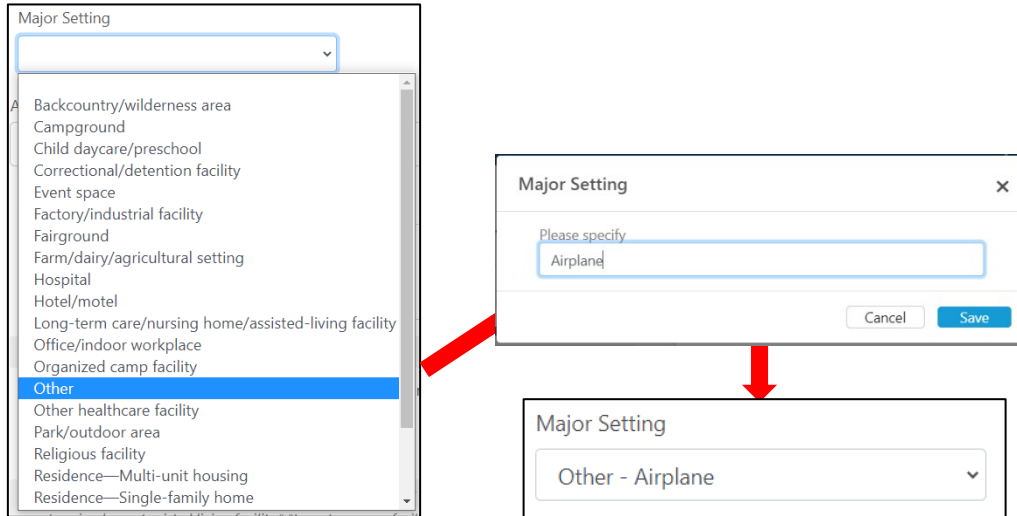 Major Setting
Backcountry/wilderness area
Campground
Child daycare/preschool
Correctional/detention facility
Event space
Factory/industrial facility
Fairground
Farm/dairy/agricultural setting
Hospital
Hotel/motel
Long-term care/nursing home/assisted-living facility
Office/indoor workplace
Organized camp facility
Other
Other healthcare facility
Park/outdoor area
Religious facility
Residence—Multi-unit housing
Residence—Single-family home
Major Setting
Please specify
Airplane
Cancel Save
Major Setting
Other - Airplane